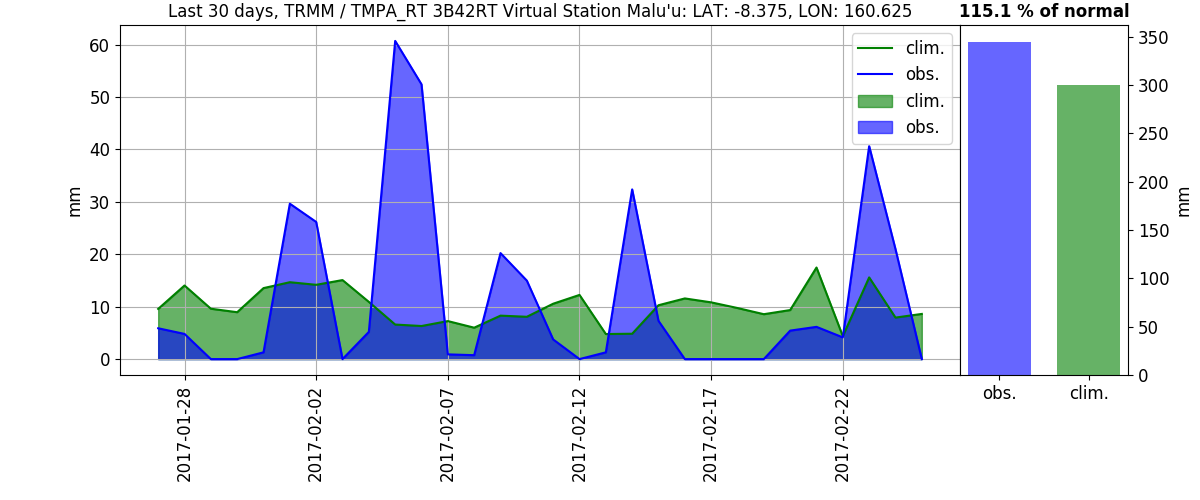 Last 30 days, TRMM / TMPA_RT 3B42RT Virtual Station Malu'u: LAT: -8.375, LON: 160.625
115.1 % of normal
mm
60
50
40
30
20
10
0
clim.
obs.
clim.
obs.
2017-01-28
2017-02-02
2017-02-07
2017-02-12
2017-02-17
2017-02-22
350
300
250
200
150
100
50
0
mm
obs.
clim.